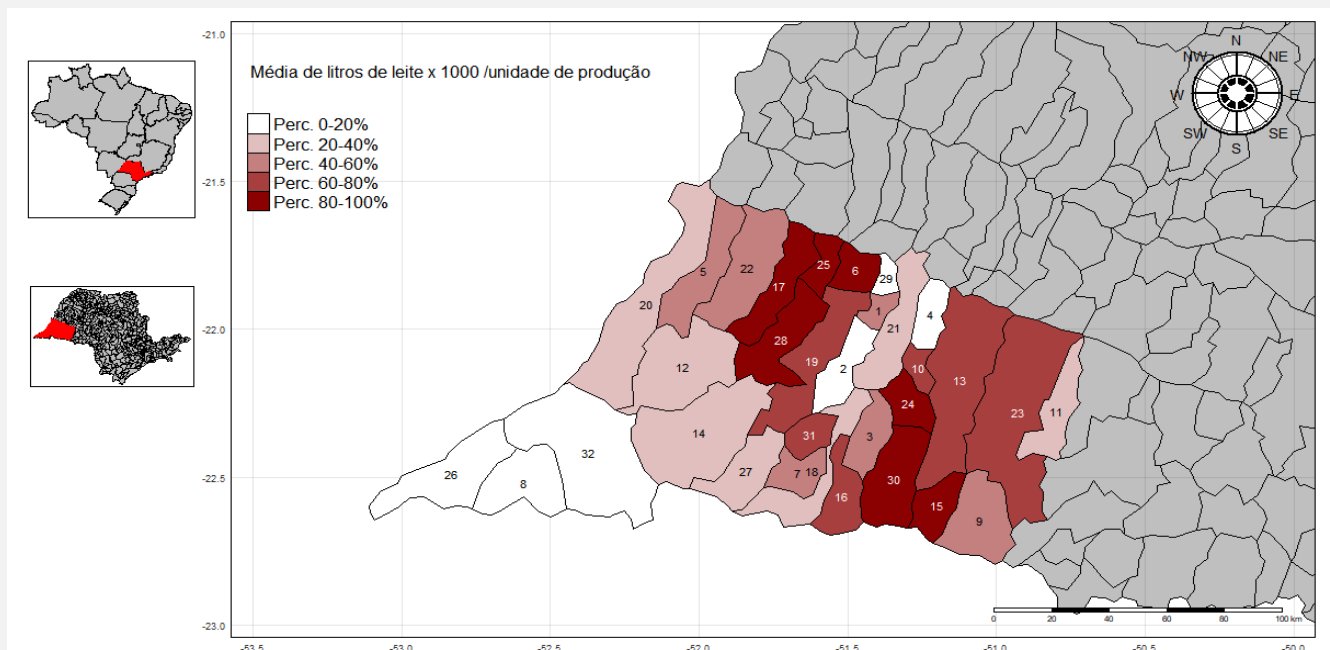 -21.0
-21.5
-22.0
-22.5
-23.0
Média de litros de leite x 1000 /unidade de produção
Perc. 0-20%
Perc. 20-40%
Perc. 40-60%
Perc. 60-80%
Perc. 80-100%
N
NW NE
W E
SW SE
S
25
6
29
5
22
17
20
1
4
21
28
19
12
2
10
13
24
23
11
14
31
3
32
27
7
18
30
26
8
16
15
9
0 20 40 60 80 100 km
-53.5 -53.0 -52.5 -52.0 -51.5 -51.0 -50.5 -50.0